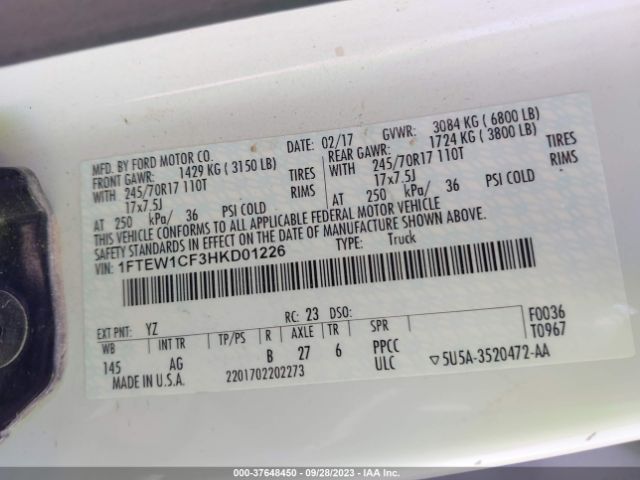 MFD. BY FORD MOTOR CO.
DATE: 02/17 GVWR: 3084 KG ( 6800 LB)
FRONT GAWR: 1429 KG ( 3150 LB)
REAR GAWR: 1724 KG ( 3800 LB)
WITH 245/70R17 110T TIRES
245/70R17 110T TIRES
17x7.5J RIMS
WITH 17x7.5J RIMS
AT 250 kPa/ 36 PSI COLD
AT 250 kPa/ 36 PSI COLD
THIS VEHICLE CONFORMS TO ALL APPLICABLE FEDERAL MOTOR VEHICLE
SAFETY STANDARDS IN EFFECT ON THE DATE OF MANUFACTURE SHOWN ABOVE.
VIN: 1FTEW1CF3HKD01226 TYPE: Truck
EXT PNT: YZ RC: 23 DSO: F0036
WB INT TR TP/PS R AXLE TR SPR T0967
145 AG B 27 6 PPCC
MADE IN U.S.A. 2201702202273 ULC ▽5U5A-3520472-AA
000-37648450 • 09/28/2023 - IAAI.com